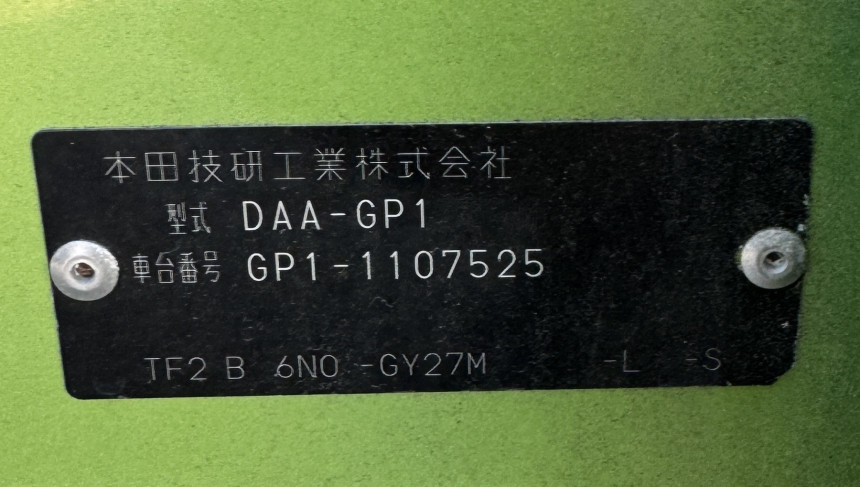 本田技研工業株式会社
型式 DAA-GP1
車台番号 GP1-1107525
TF2 B 6N0 -GY27M -L -S